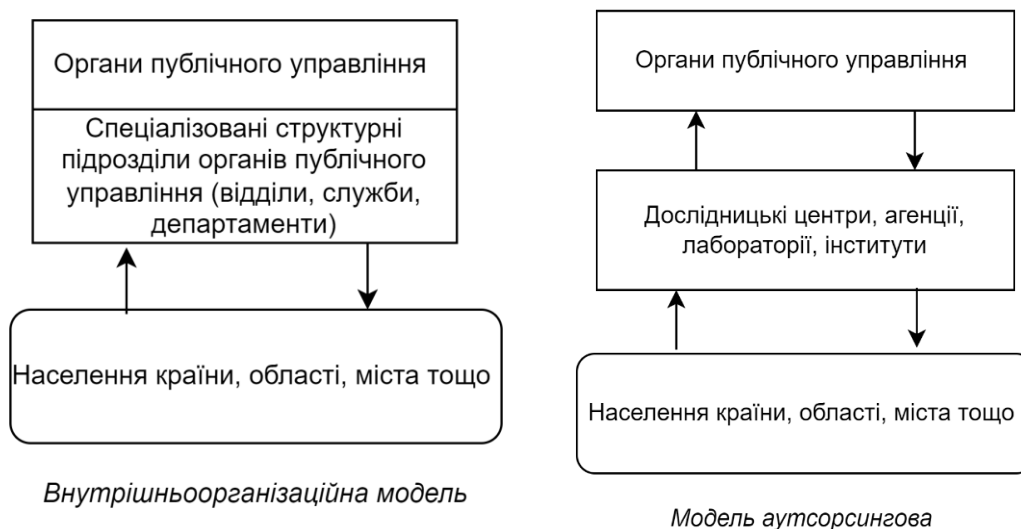 Органи публічного управління
Спеціалізовані структурні
підрозділи органів публічного
управління (відділи, служби,
департаменти)
Населення країни, області, міста тощо
Внутрішньоорганізаційна модель
Органи публічного управління
Дослідницькі центри, агенції,
лабораторії, інститути
Населення країни, області, міста тощо
Модель аутсорсингова